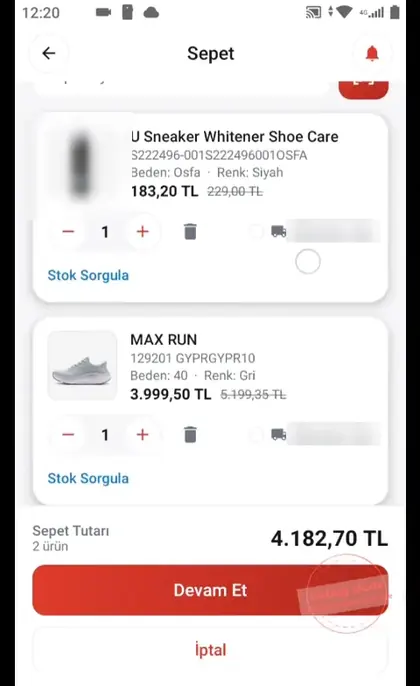 12:20
4G
Sepet
U Sneaker Whitener Shoe Care
S222496-001S222496001OSFA
Beden: Osfa · Renk: Siyah
183,20 TL 229,00 TL
1
Stok Sorgula
MAX RUN
129201 GYPRGYPR10
Beden: 40 · Renk: Gri
3.999,50 TL 5.199,35 TL
1
Stok Sorgula
Sepet Tutarı
2 ürün
4.182,70 TL
Devam Et
İptal